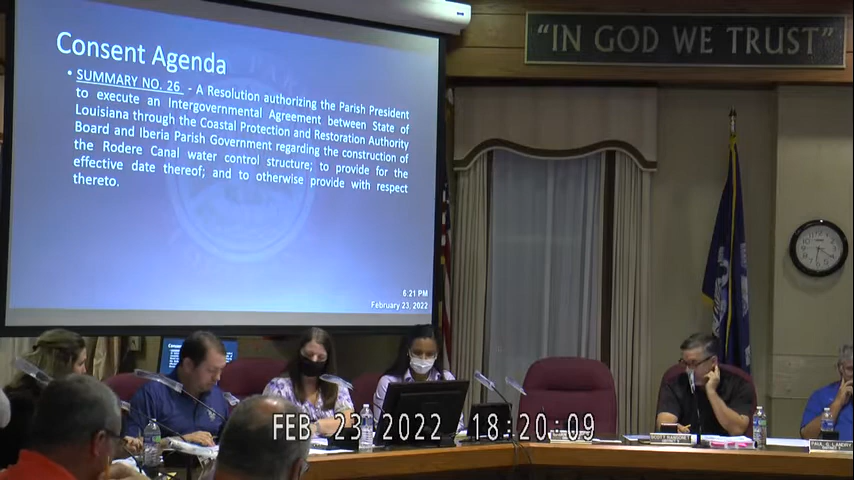 Consent Agenda
• SUMMARY NO. 26 - A Resolution authorizing the Parish President
to execute an Intergovernmental Agreement between State of
Louisiana through the Coastal Protection and Restoration Authority
Board and Iberia Parish Government regarding the construction of
the Rodere Canal water control structure; to provide for the
effective date thereof; and to otherwise provide with respect
thereto.
6:21 PM
February 23, 2022
"IN GOD WE TRUST"
FEB 23 2022 18:20:09
PAUL G. LANDRY